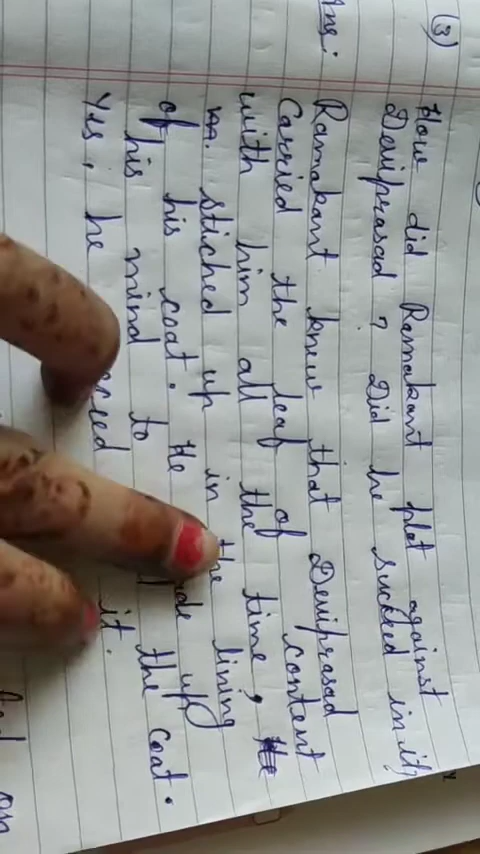 (3) How did Ramakant plot against
Deviprasad? Did he succeed in it?
Ans: Ramakant knew that Deviprasad
carried the leaf of content
with him all the time,
stiched up in the lining
of his coat. He up
his mind to the coat.
Yes, he it.
on